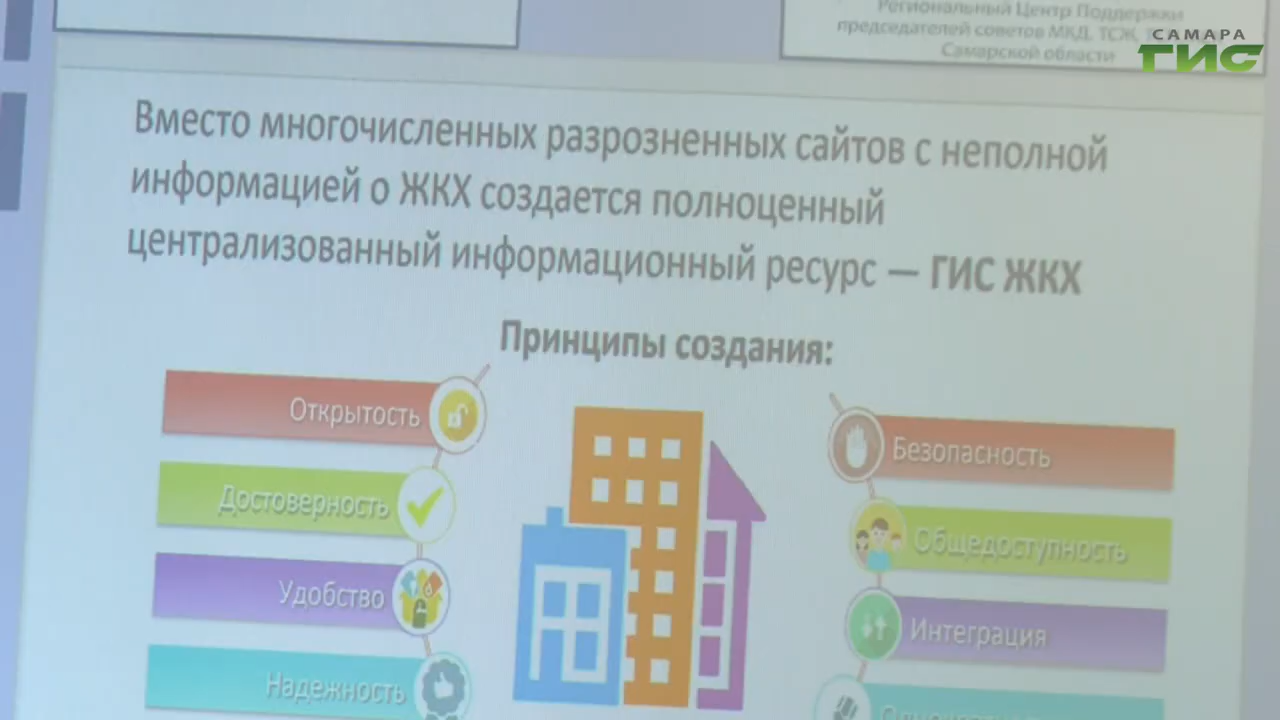 Региональный Центр Поддержки
председателей советов МКД, ТСЖ,
Самарской области
САМАРА
ГИС
Вместо многочисленных разрозненных сайтов с неполной
информацией о ЖКХ создается полноценный
централизованный информационный ресурс — ГИС ЖКХ
Принципы создания:
Открытость
Достоверность
Удобство
Надежность
Безопасность
Общедоступность
Интеграция